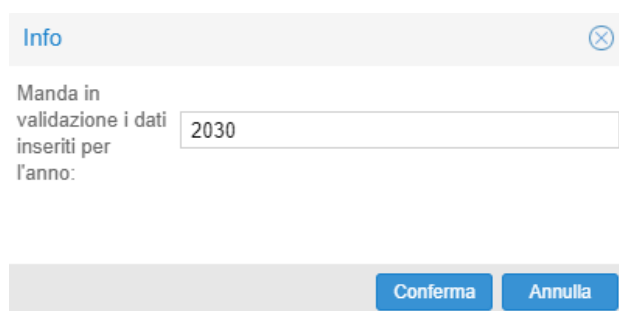 Info
Manda in
validazione i dati
inseriti per
l'anno:
2030
Conferma
Annulla